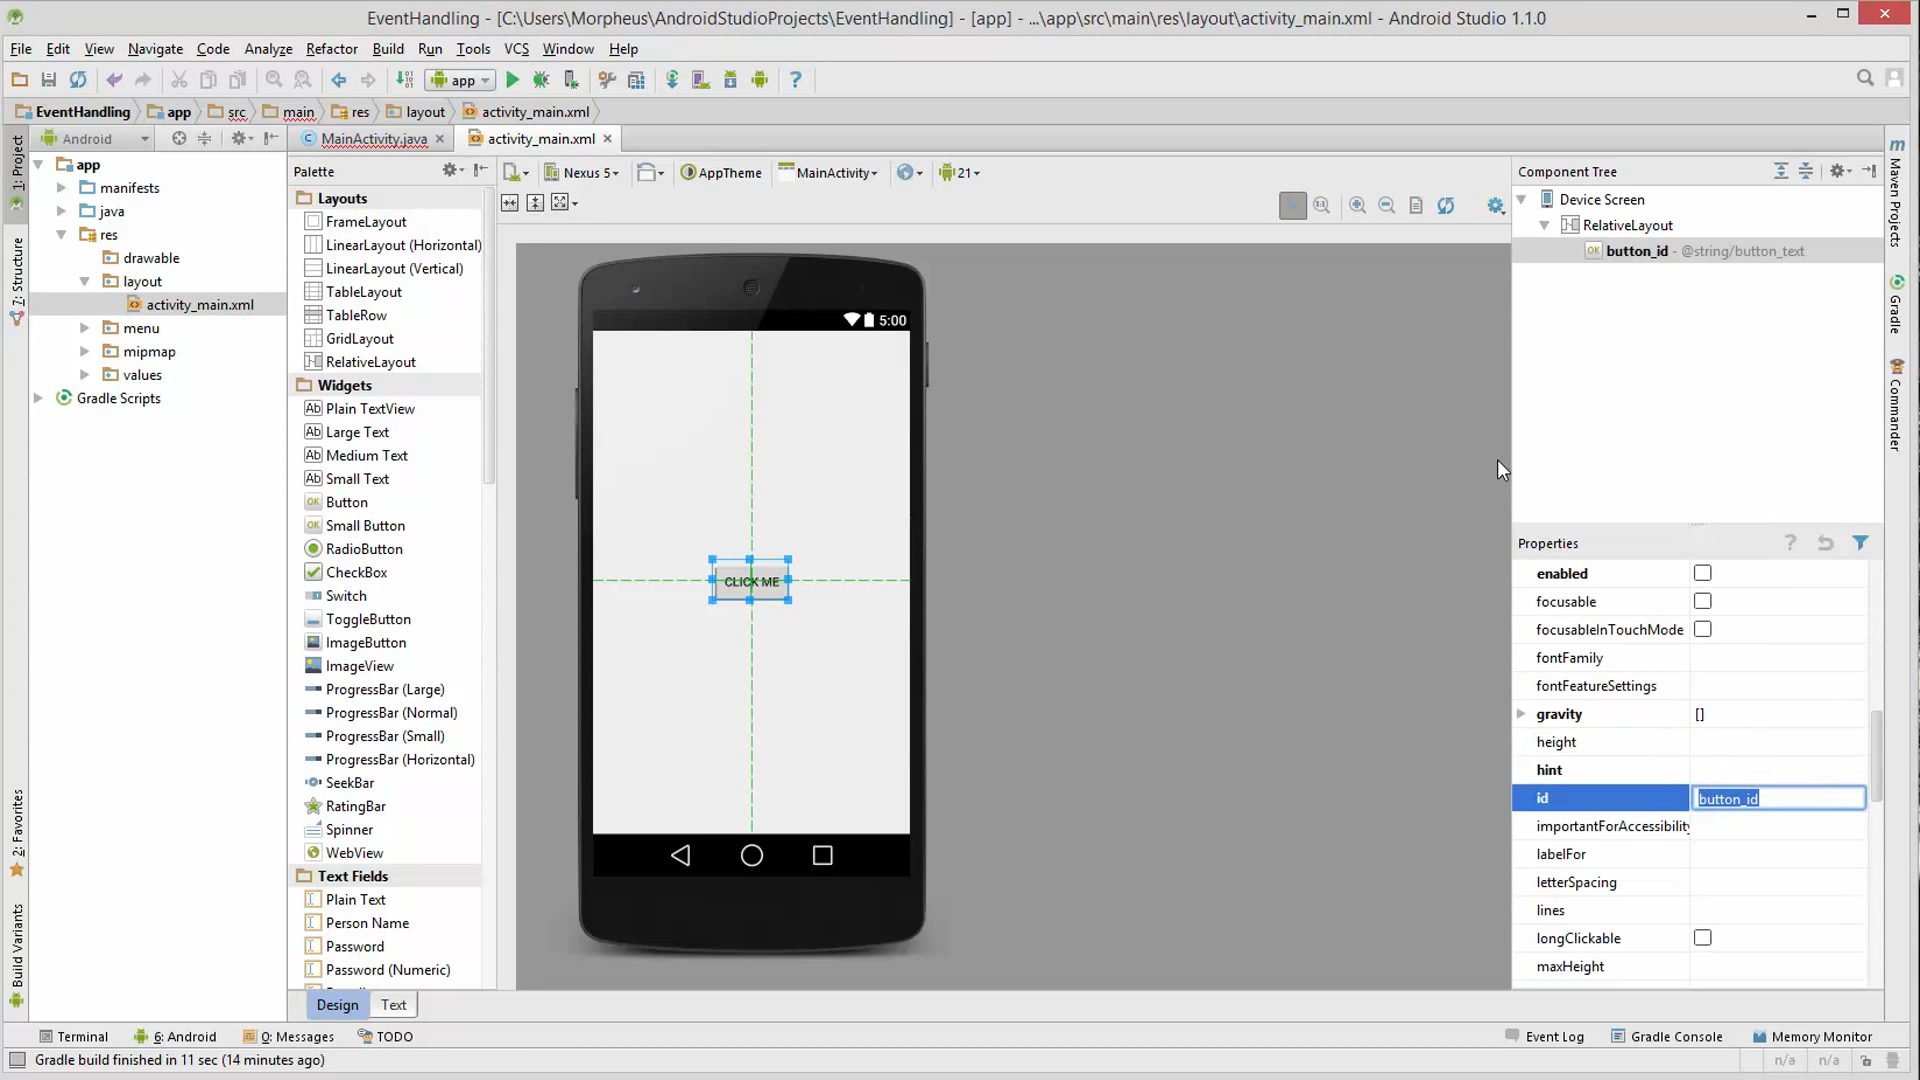 EventHandling - [C:\Users\Morpheus\AndroidStudioProjects\EventHandling] - [app] - ...\app\src\main\res\layout\activity_main.xml - Android Studio 1.1.0
File Edit View Navigate Code Analyze Refactor Build Run Tools VCS Window Help
app
EventHandling app src main res layout activity_main.xml
Android
MainActivity.java
activity_main.xml
1: Project
7: Structure
2: Favorites
Build Variants
app
manifests
java
res
drawable
layout
activity_main.xml
menu
mipmap
values
Gradle Scripts
Palette
Layouts
FrameLayout
LinearLayout (Horizontal)
LinearLayout (Vertical)
TableLayout
TableRow
GridLayout
RelativeLayout
Widgets
Ab Plain TextView
Ab Large Text
Ab Medium Text
Ab Small Text
OK Button
OK Small Button
RadioButton
CheckBox
Switch
ToggleButton
ImageButton
ImageView
ProgressBar (Large)
ProgressBar (Normal)
ProgressBar (Small)
ProgressBar (Horizontal)
SeekBar
RatingBar
Spinner
WebView
Text Fields
Plain Text
Person Name
Password
Password (Numeric)
Design Text
Nexus 5 AppTheme MainActivity 21
5:00
CLICK ME
Component Tree
Device Screen
RelativeLayout
OK button_id - @string/button_text
Properties
enabled
focusable
focusableInTouchMode
fontFamily
fontFeatureSettings
gravity []
height
hint
id button_id
importantForAccessibility
labelFor
letterSpacing
lines
longClickable
maxHeight
m Maven Projects
Gradle
Commander
Terminal 6: Android 0: Messages TODO Event Log Gradle Console Memory Monitor
Gradle build finished in 11 sec (14 minutes ago) n/a n/a